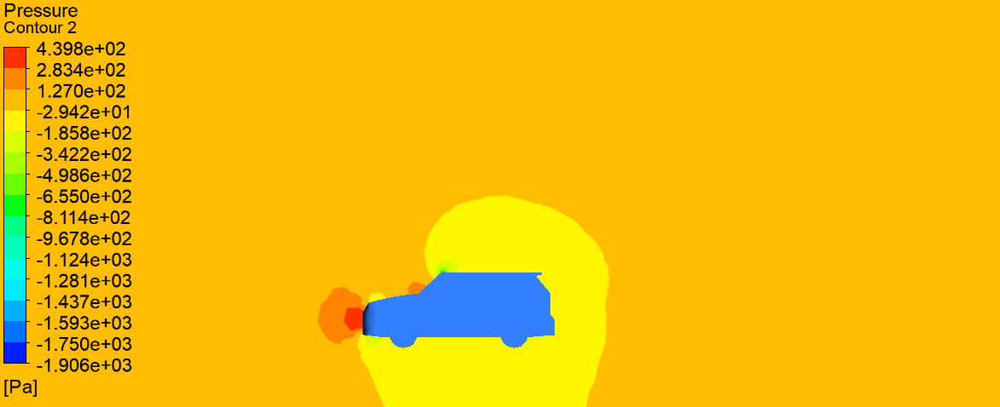 Pressure
Contour 2
4.398e+02
2.834e+02
1.270e+02
-2.942e+01
-1.858e+02
-3.422e+02
-4.986e+02
-6.550e+02
-8.114e+02
-9.678e+02
-1.124e+03
-1.281e+03
-1.437e+03
-1.593e+03
-1.750e+03
-1.906e+03
[Pa]